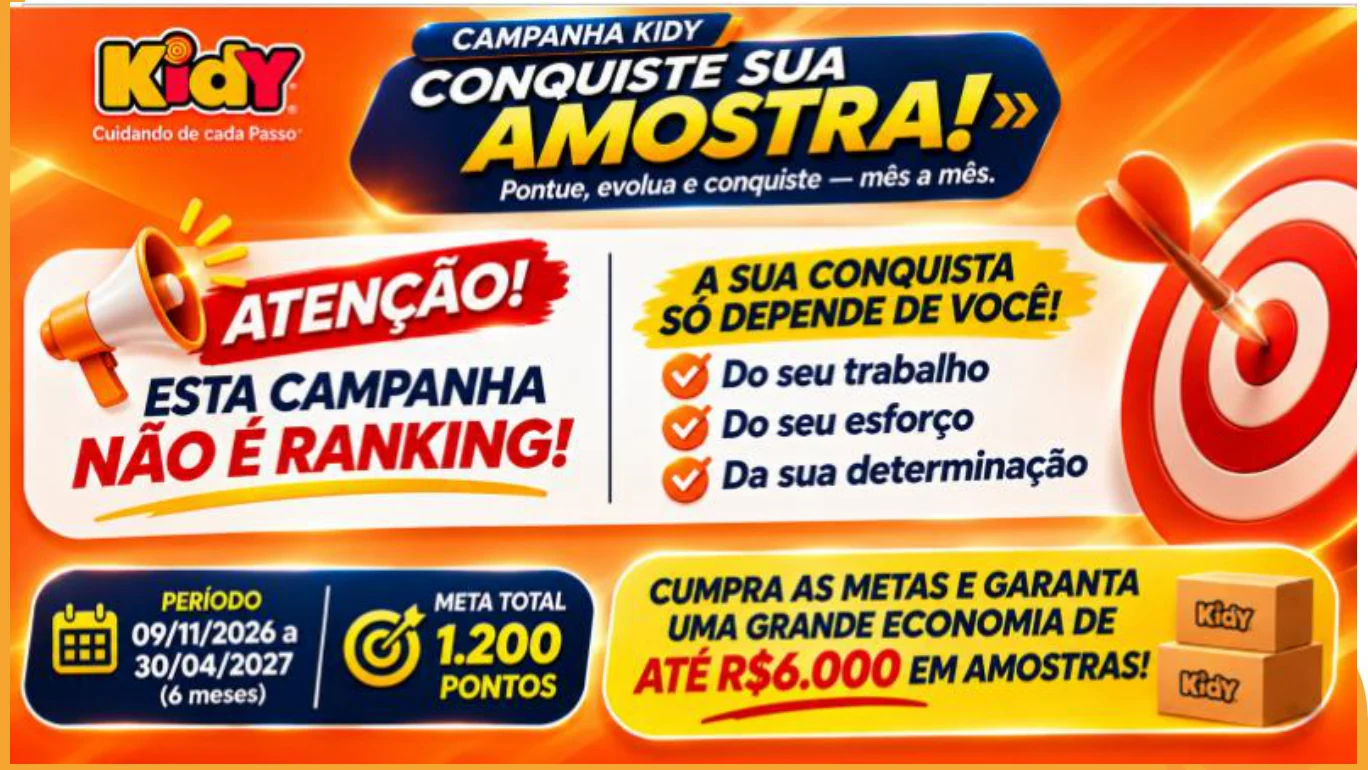 Kidy
Cuidando de cada Passo
CAMPANHA KIDY
CONQUISTE SUA
AMOSTRA!
Pontue, evolua e conquiste — mês a mês.
ATENÇÃO!
ESTA CAMPANHA
NÃO É RANKING!
A SUA CONQUISTA
SÓ DEPENDE DE VOCÊ!
Do seu trabalho
Do seu esforço
Da sua determinação
PERÍODO
09/11/2026 a
30/04/2027
(6 meses)
META TOTAL
1.200
PONTOS
CUMPRA AS METAS E GARANTA
UMA GRANDE ECONOMIA DE
ATÉ R$6.000 EM AMOSTRAS!
Kidy
Kidy